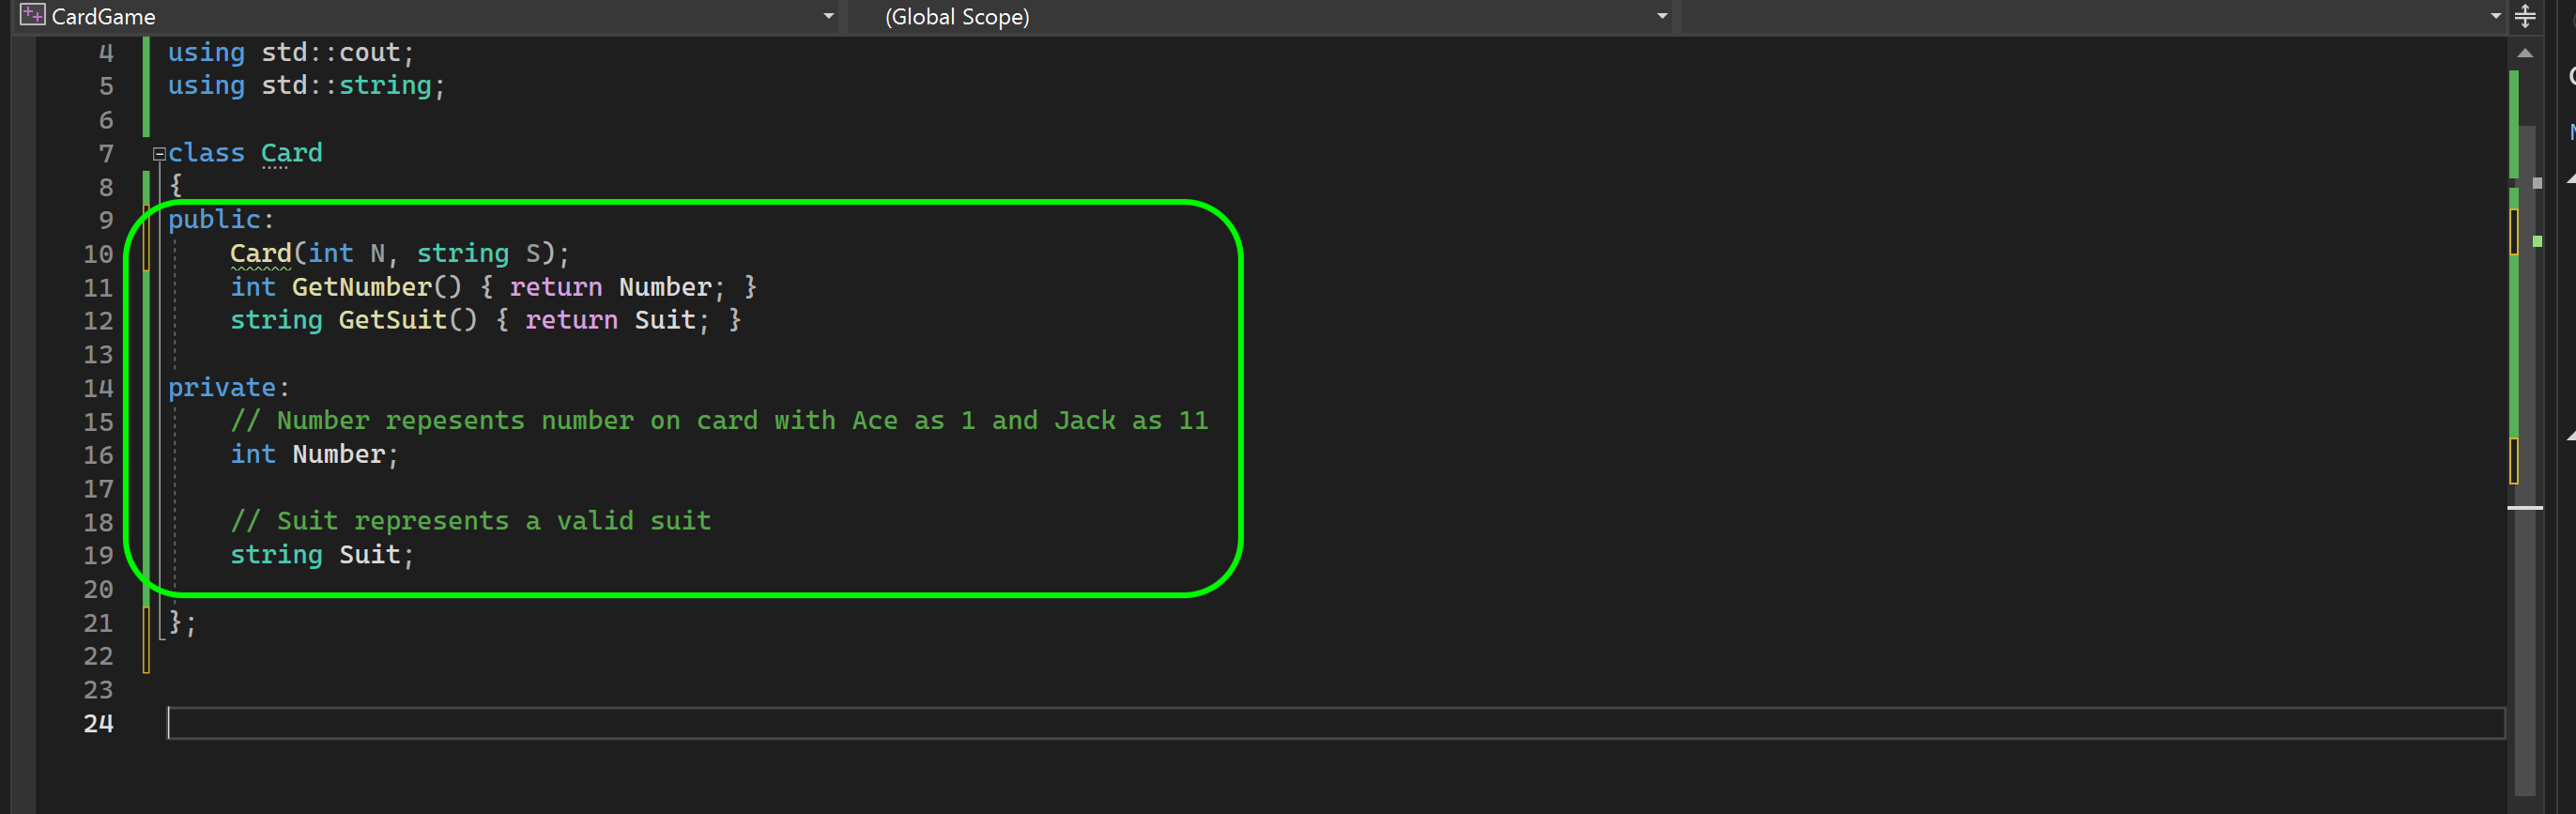 CardGame (Global Scope)
4 using std::cout;
5 using std::string;
6
7 class Card
8 {
9 public:
10 Card(int N, string S);
11 int GetNumber() { return Number; }
12 string GetSuit() { return Suit; }
13
14 private:
15 // Number repesents number on card with Ace as 1 and Jack as 11
16 int Number;
17
18 // Suit represents a valid suit
19 string Suit;
20
21 };
22
23
24